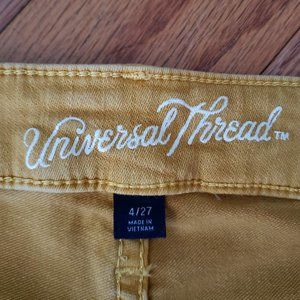 Universal Thread™
4/27
MADE IN
VIETNAM